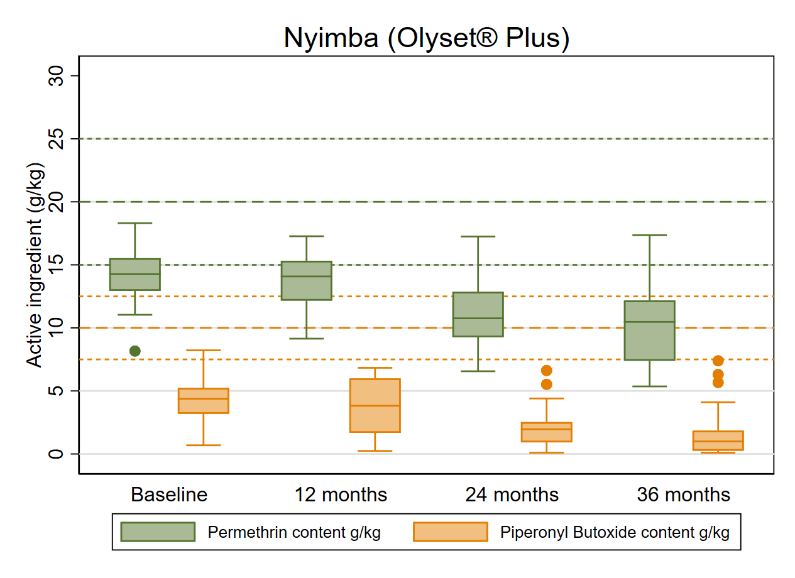 Nyimba (Olyset® Plus)
Active ingredient (g/kg)
30
25
20
15
10
5
0
Baseline
12 months
24 months
36 months
Permethrin content g/kg
Piperonyl Butoxide content g/kg